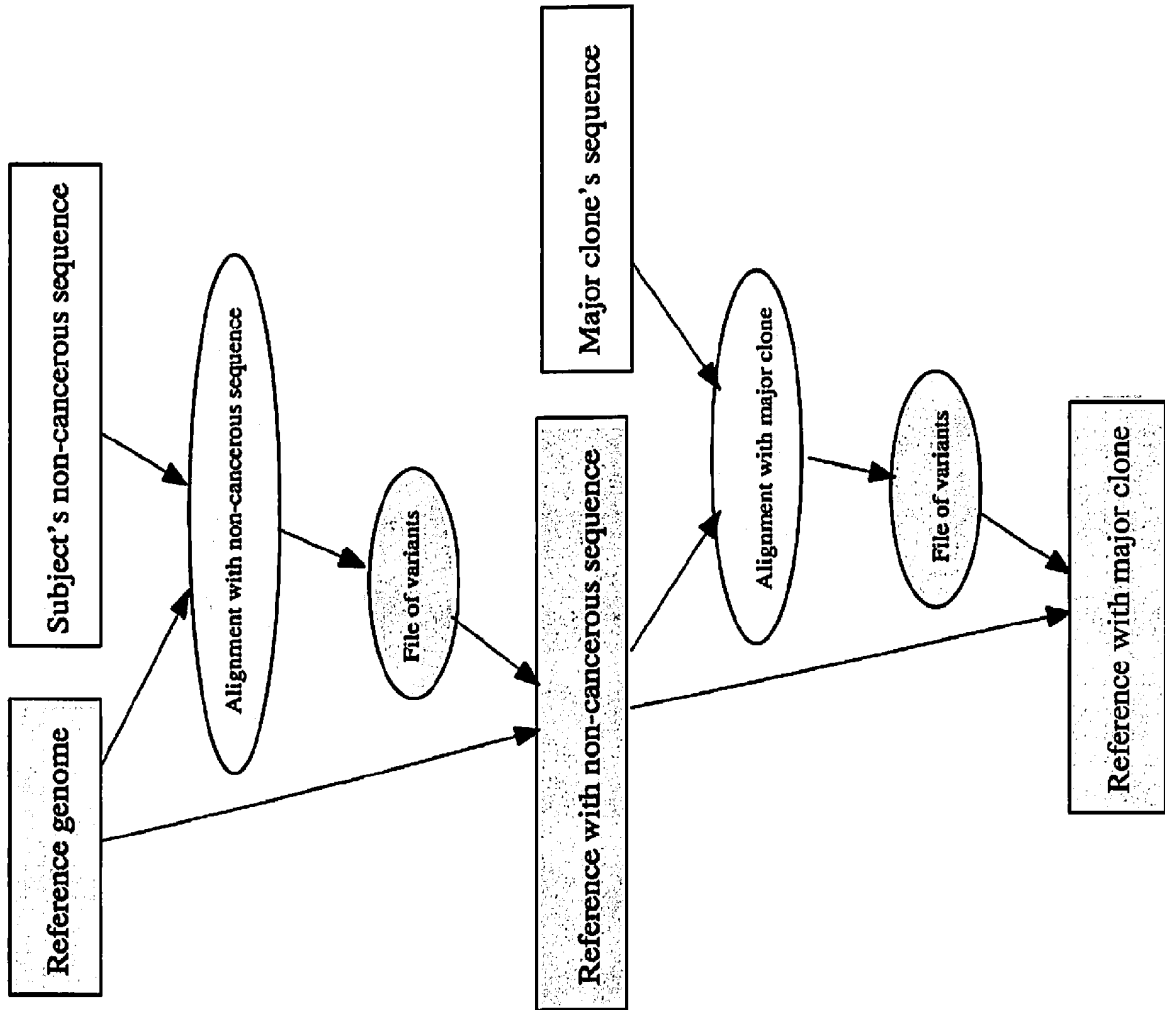 Reference genome
Subject's non-cancerous sequence
Alignment with non-cancerous sequence
File of variants
Reference with non-cancerous sequence
Major clone's sequence
Alignment with major clone
File of variants
Reference with major clone